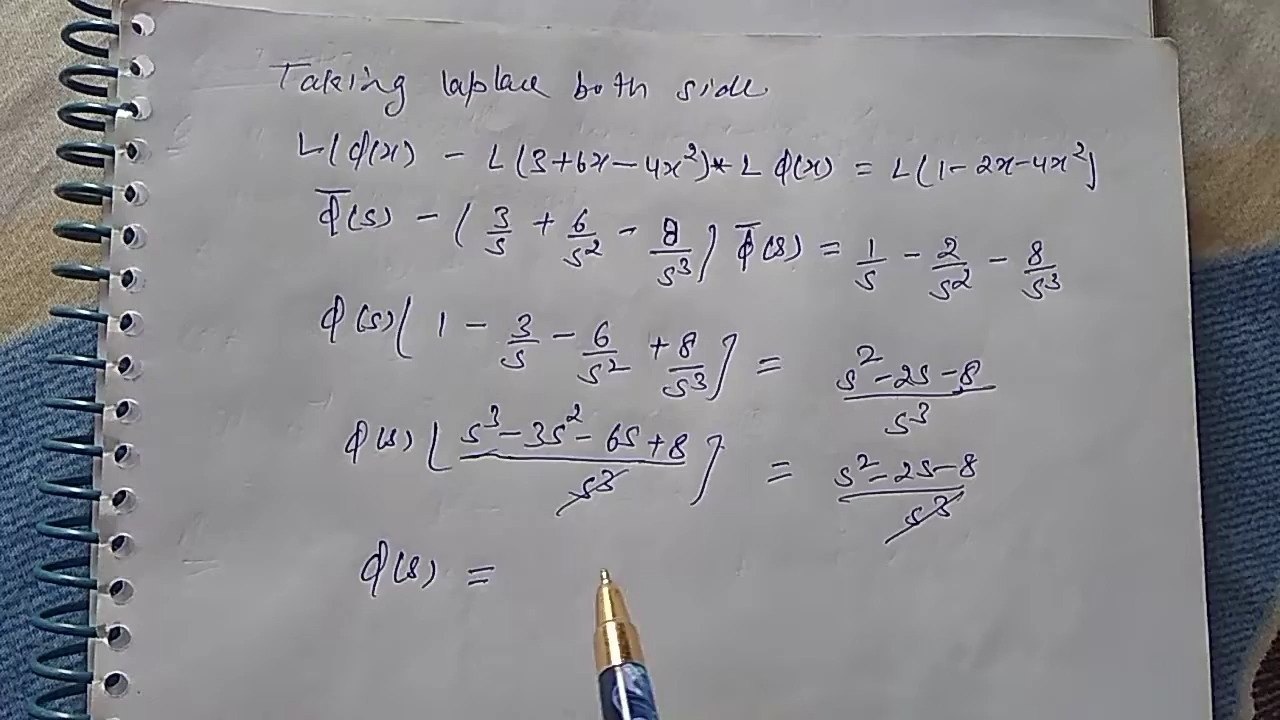 Taking laplace both side
L(ϕ(x) - L(3+6x-4x²)* L ϕ(x) = L(1-2x-4x²)
ϕ̅(s) - (3/s + 6/s² - 8/s³) ϕ̅(s) = 1/s - 2/s² - 8/s³
ϕ(s)(1 - 3/s - 6/s² + 8/s³] = s²-2s-8/s³
ϕ(s)[s³-3s²-6s+8/s³] = s²-2s-8/s³
ϕ(s) =